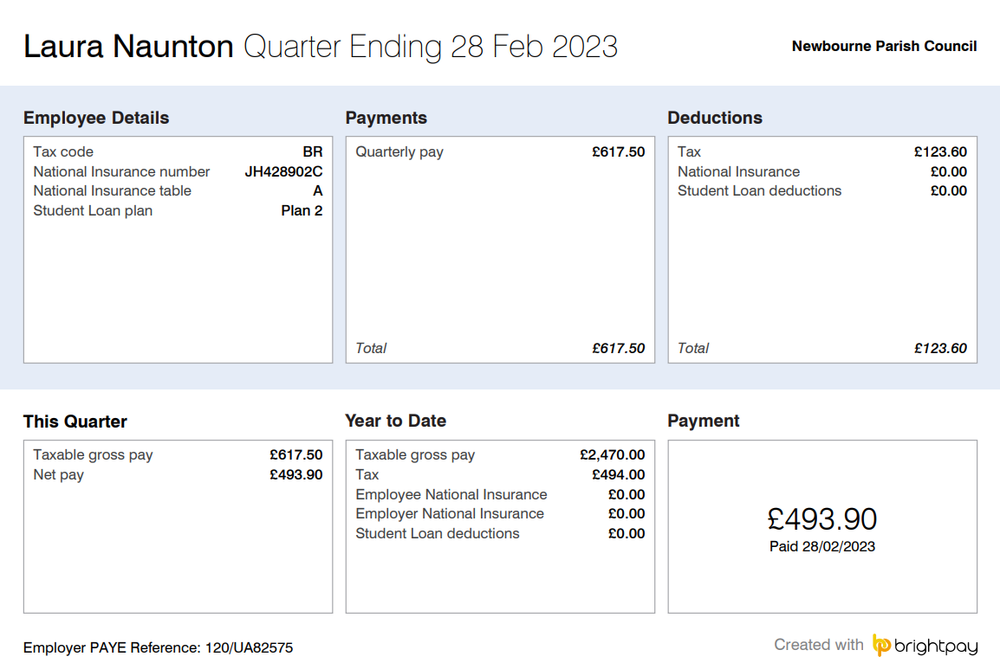 Laura Naunton Quarter Ending 28 Feb 2023
Newbourne Parish Council
Employee Details
Tax code BR
National Insurance number JH428902C
National Insurance table A
Student Loan plan Plan 2
Payments
Quarterly pay £617.50
Total £617.50
Deductions
Tax £123.60
National Insurance £0.00
Student Loan deductions £0.00
Total £123.60
This Quarter
Taxable gross pay £617.50
Net pay £493.90
Year to Date
Taxable gross pay £2,470.00
Tax £494.00
Employee National Insurance £0.00
Employer National Insurance £0.00
Student Loan deductions £0.00
Payment
£493.90
Paid 28/02/2023
Employer PAYE Reference: 120/UA82575
Created with brightpay